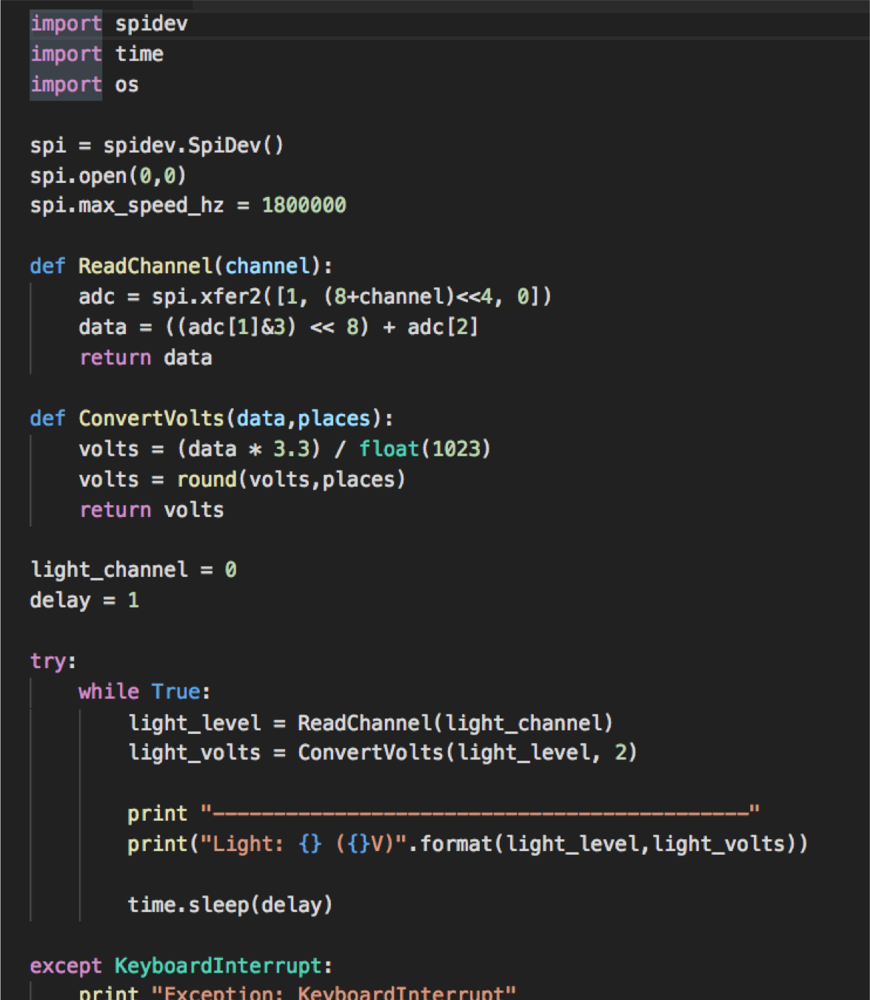 import spidev
import time
import os
spi = spidev.SpiDev()
spi.open(0,0)
spi.max_speed_hz = 1800000
def ReadChannel(channel):
    adc = spi.xfer2([1, (8+channel)<<4, 0])
    data = ((adc[1]&3) << 8) + adc[2]
    return data
def ConvertVolts(data,places):
    volts = (data * 3.3) / float(1023)
    volts = round(volts,places)
    return volts
light_channel = 0
delay = 1
try:
    while True:
        light_level = ReadChannel(light_channel)
        light_volts = ConvertVolts(light_level, 2)
        print "--------------------------------------------"
        print("Light: {} ({}V)".format(light_level,light_volts))
        time.sleep(delay)
except KeyboardInterrupt:
    print "Exception: KeyboardInterrupt"